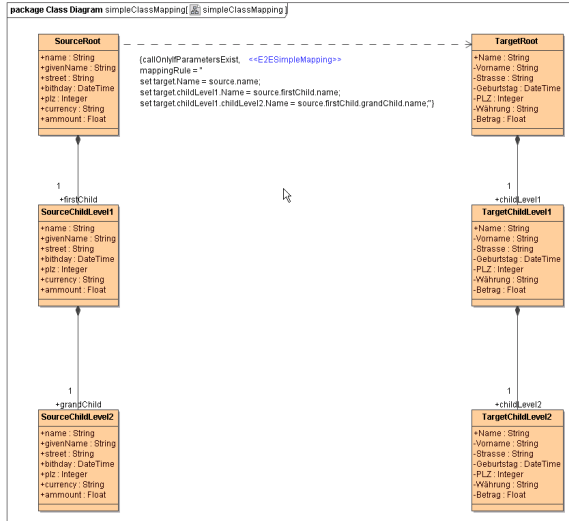 package Class Diagram simpleClassMapping[ simpleClassMapping ]
SourceRoot
+name : String
+givenName : String
+street : String
+bithday : DateTime
+plz : Integer
+currency : String
+ammount : Float
{callOnlyIfParametersExist, <<E2ESimpleMapping>>
mappingRule = "
set target.Name = source.name;
set target.childLevel1.Name = source.firstChild.name;
set target.childLevel1.childLevel2.Name = source.firstChild.grandChild.name;"}
TargetRoot
+Name : String
-Vorname : String
-Strasse : String
-Geburtstag : DateTime
-PLZ : Integer
-Währung : String
-Betrag : Float
1
+firstChild
SourceChildLevel1
+name : String
+givenName : String
+street : String
+bithday : DateTime
+plz : Integer
+currency : String
+ammount : Float
1
+childLevel1
TargetChildLevel1
+Name : String
-Vorname : String
-Strasse : String
-Geburtstag : DateTime
-PLZ : Integer
-Währung : String
-Betrag : Float
1
+grandChild
SourceChildLevel2
+name : String
+givenName : String
+street : String
+bithday : DateTime
+plz : Integer
+currency : String
+ammount : Float
1
+childLevel2
TargetChildLevel2
+Name : String
-Vorname : String
-Strasse : String
-Geburtstag : DateTime
-PLZ : Integer
-Währung : String
-Betrag : Float